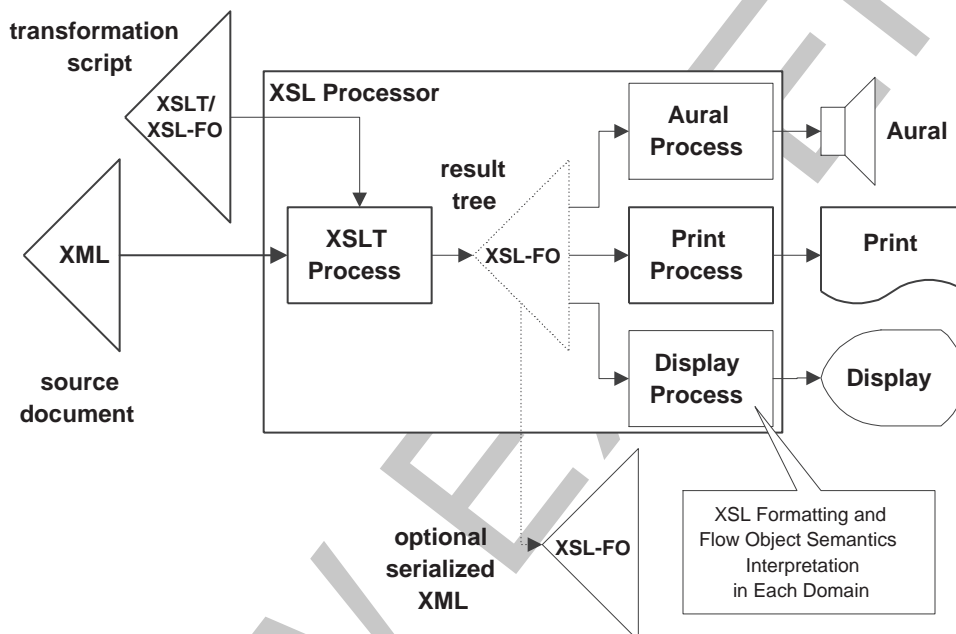 transformation
script
XSLT/
XSL-FO
XSL Processor
Aural
Process
Aural
result
tree
XML
XSLT
Process
XSL-FO
Print
Process
Print
source
document
Display
Process
Display
optional
serialized
XML
XSL-FO
XSL Formatting and
Flow Object Semantics
Interpretation
in Each Domain